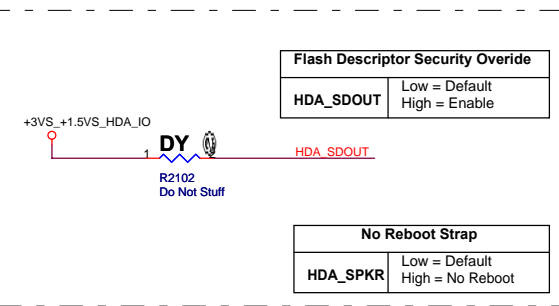 Flash Descriptor Security Overide
HDA_SDOUT
Low = Default
High = Enable
+3VS_+1.5VS_HDA_IO
DY
1
HDA_SDOUT
R2102
Do Not Stuff
No Reboot Strap
HDA_SPKR
Low = Default
High = No Reboot